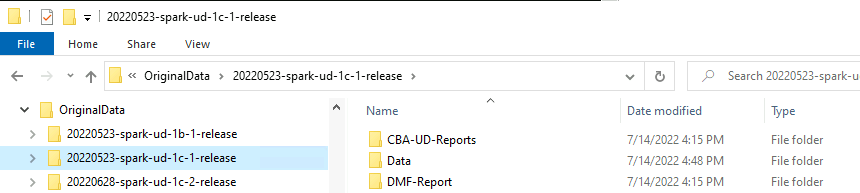 20220523-spark-ud-1c-1-release
File Home Share View
« OriginalData > 20220523-spark-ud-1c-1-release > Search 20220523-spark-u
OriginalData Name Date modified Type
20220523-spark-ud-1b-1-release CBA-UD-Reports 7/14/2022 4:15 PM File folder
20220523-spark-ud-1c-1-release Data 7/14/2022 4:48 PM File folder
20220628-spark-ud-1c-2-release DMF-Report 7/14/2022 4:15 PM File folder